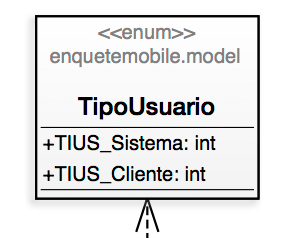 <<enum>>
enquetemobile.model
TipoUsuario
+TIUS_Sistema: int
+TIUS_Cliente: int